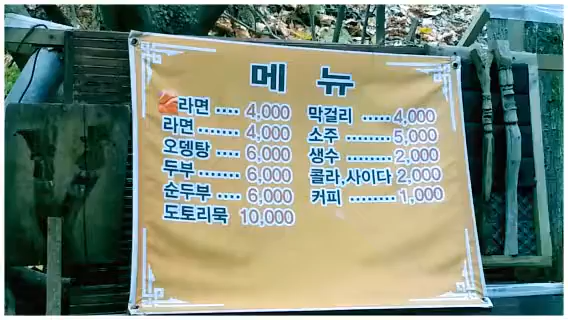 메 뉴
라면 .... 4,000
라면 ....... 4,000
오뎅탕 .... 6,000
두부 ....... 6,000
순두부 .... 6,000
도토리묵 10,000
막걸리 ..... 4,000
소주 ........ 5,000
생수 ........ 2,000
콜라,사이다 2,000
커피 ........ 1,000